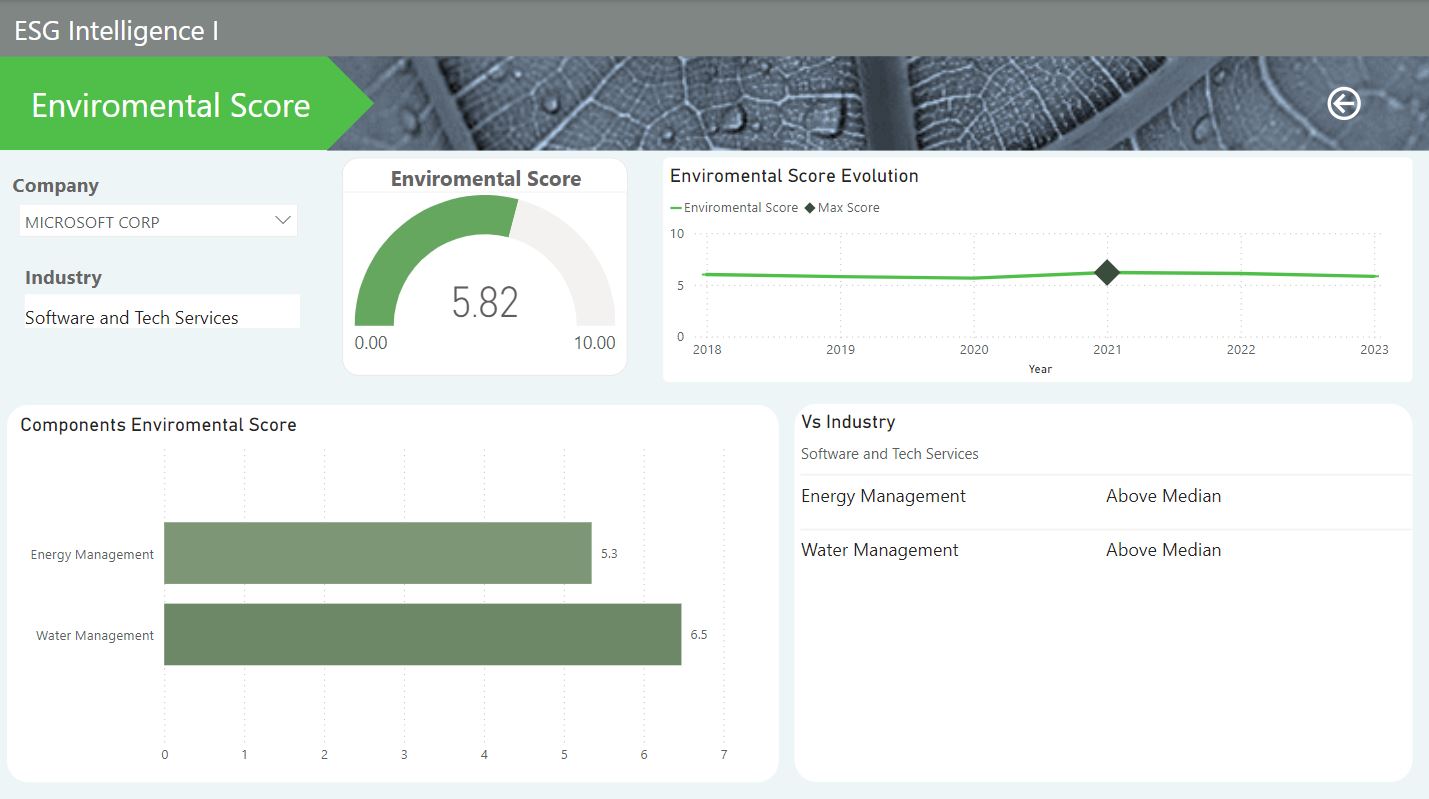 ESG Intelligence I
Enviromental Score
Company
MICROSOFT CORP
Industry
Software and Tech Services
Enviromental Score
5.82
0.00
10.00
Enviromental Score Evolution
Enviromental Score Max Score
10
5
0
2018 2019 2020 2021 2022 2023
Year
Components Enviromental Score
Energy Management 5.3
Water Management 6.5
0 1 2 3 4 5 6 7
Vs Industry
Software and Tech Services
Energy Management Above Median
Water Management Above Median